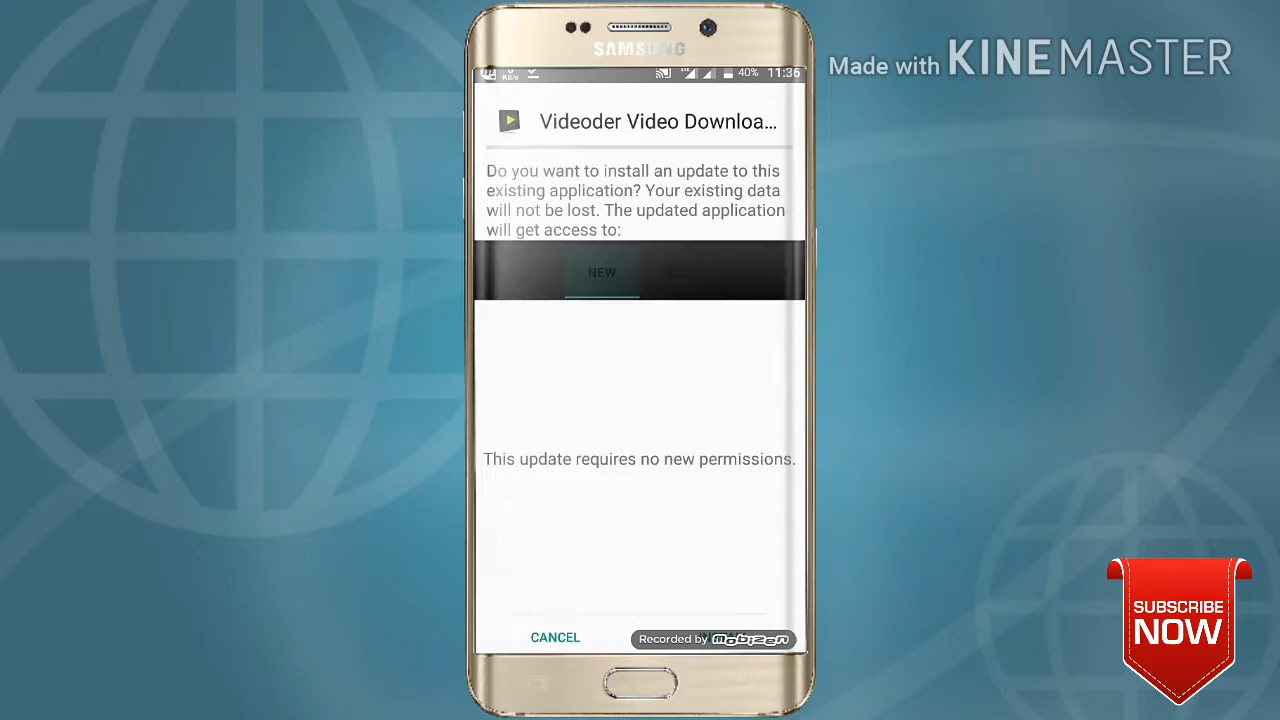 Made with KINEMASTER
SAMSUNG
KB/s
40% 11:36
Videoder Video Downloa...
Do you want to install an update to this
existing application? Your existing data
will not be lost. The updated application
will get access to:
NEW
This update requires no new permissions.
CANCEL
Recorded by mobizen
SUBSCRIBE
NOW